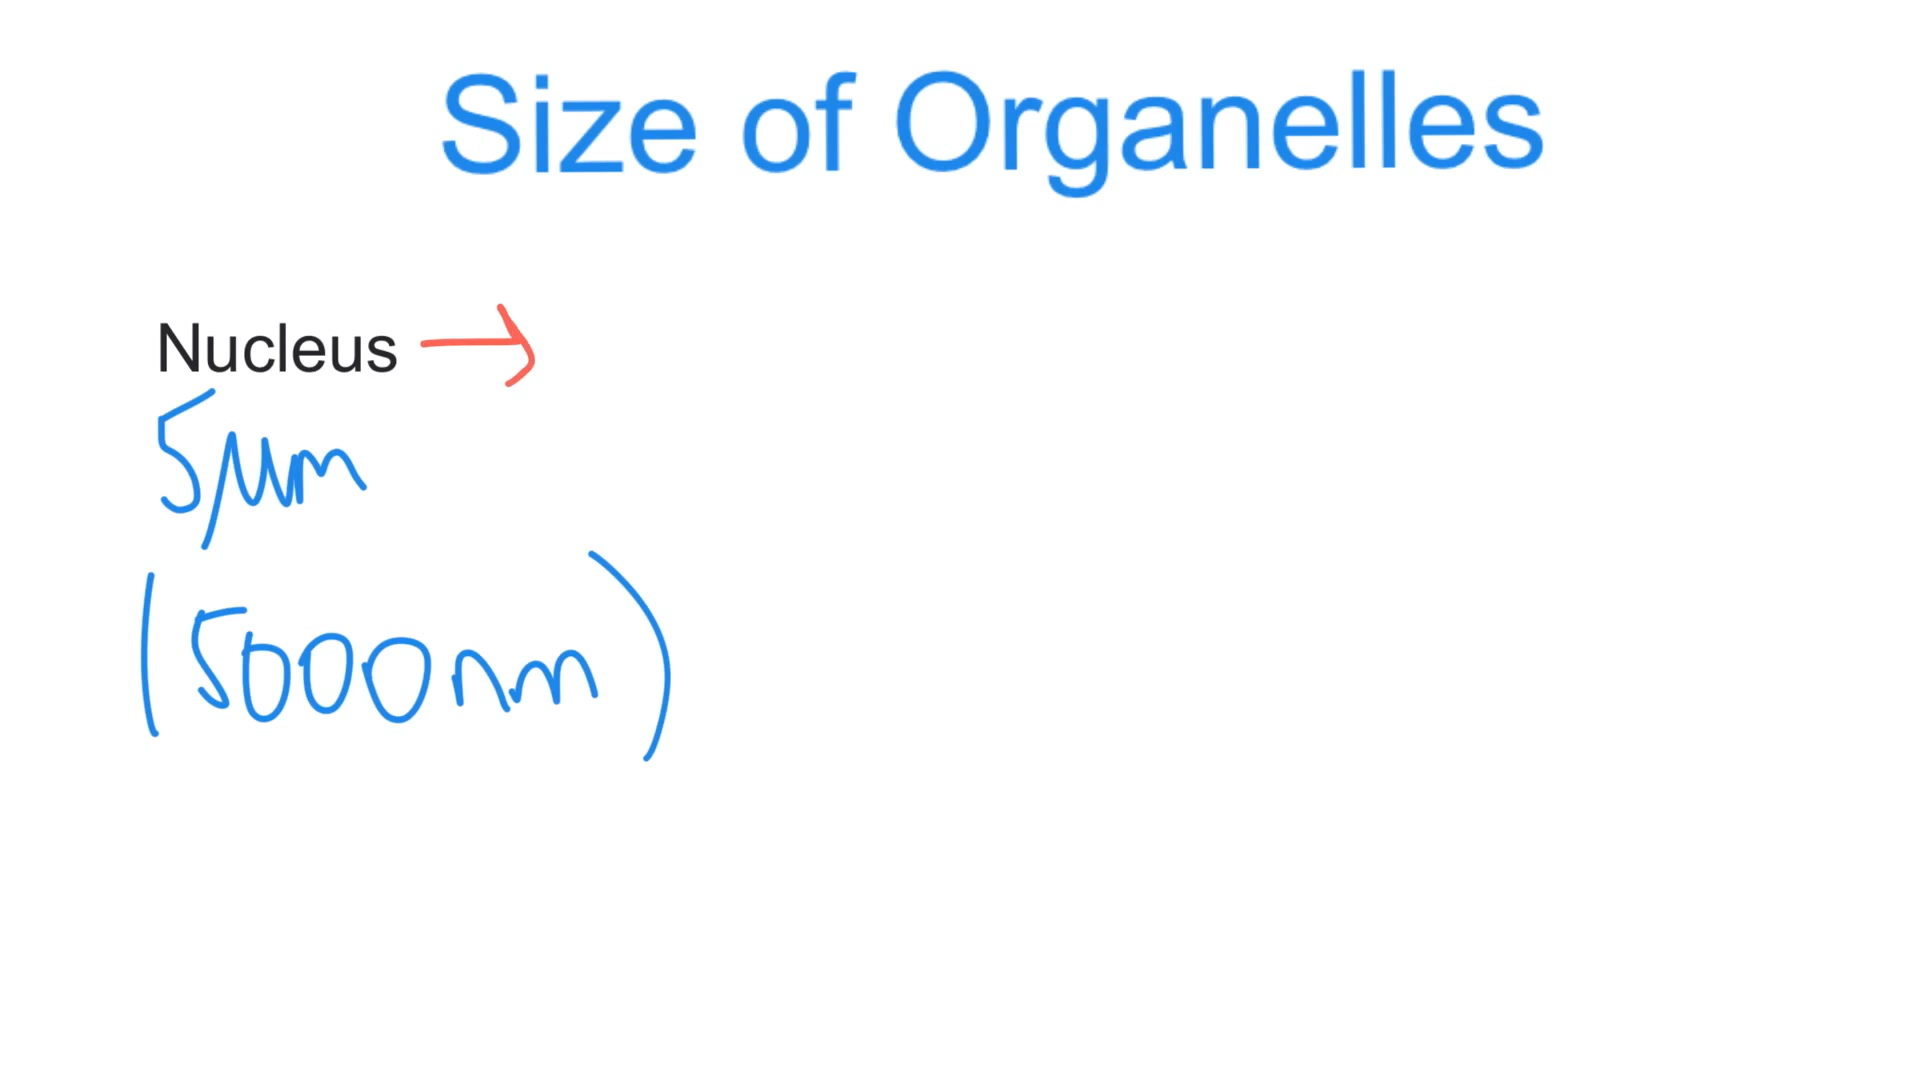 Size of Organelles
Nucleus →
5μm
(5000nm)